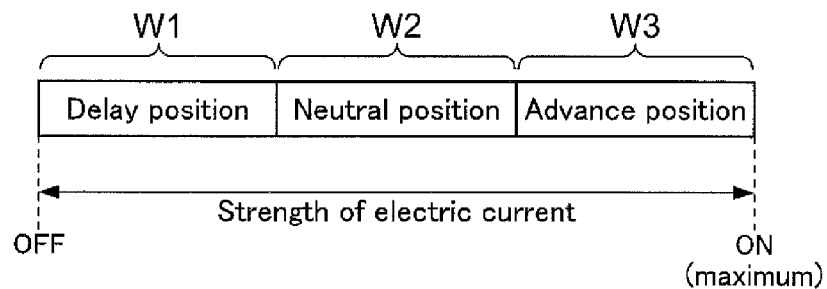 W1 W2 W3
Delay position Neutral position Advance position
Strength of electric current
OFF ON
(maximum)